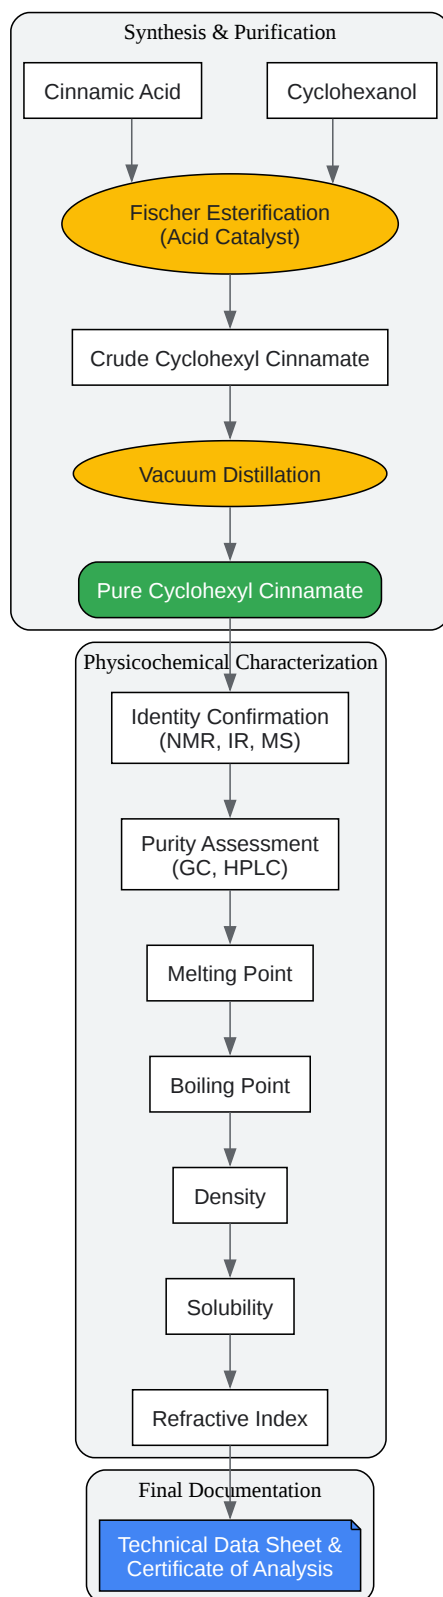 Synthesis & Purification
Cinnamic Acid
Cyclohexanol
Fischer Esterification
(Acid Catalyst)
Crude Cyclohexyl Cinnamate
Vacuum Distillation
Pure Cyclohexyl Cinnamate
Physicochemical Characterization
Identity Confirmation
(NMR, IR, MS)
Purity Assessment
(GC, HPLC)
Melting Point
Boiling Point
Density
Solubility
Refractive Index
Final Documentation
Technical Data Sheet &
Certificate of Analysis